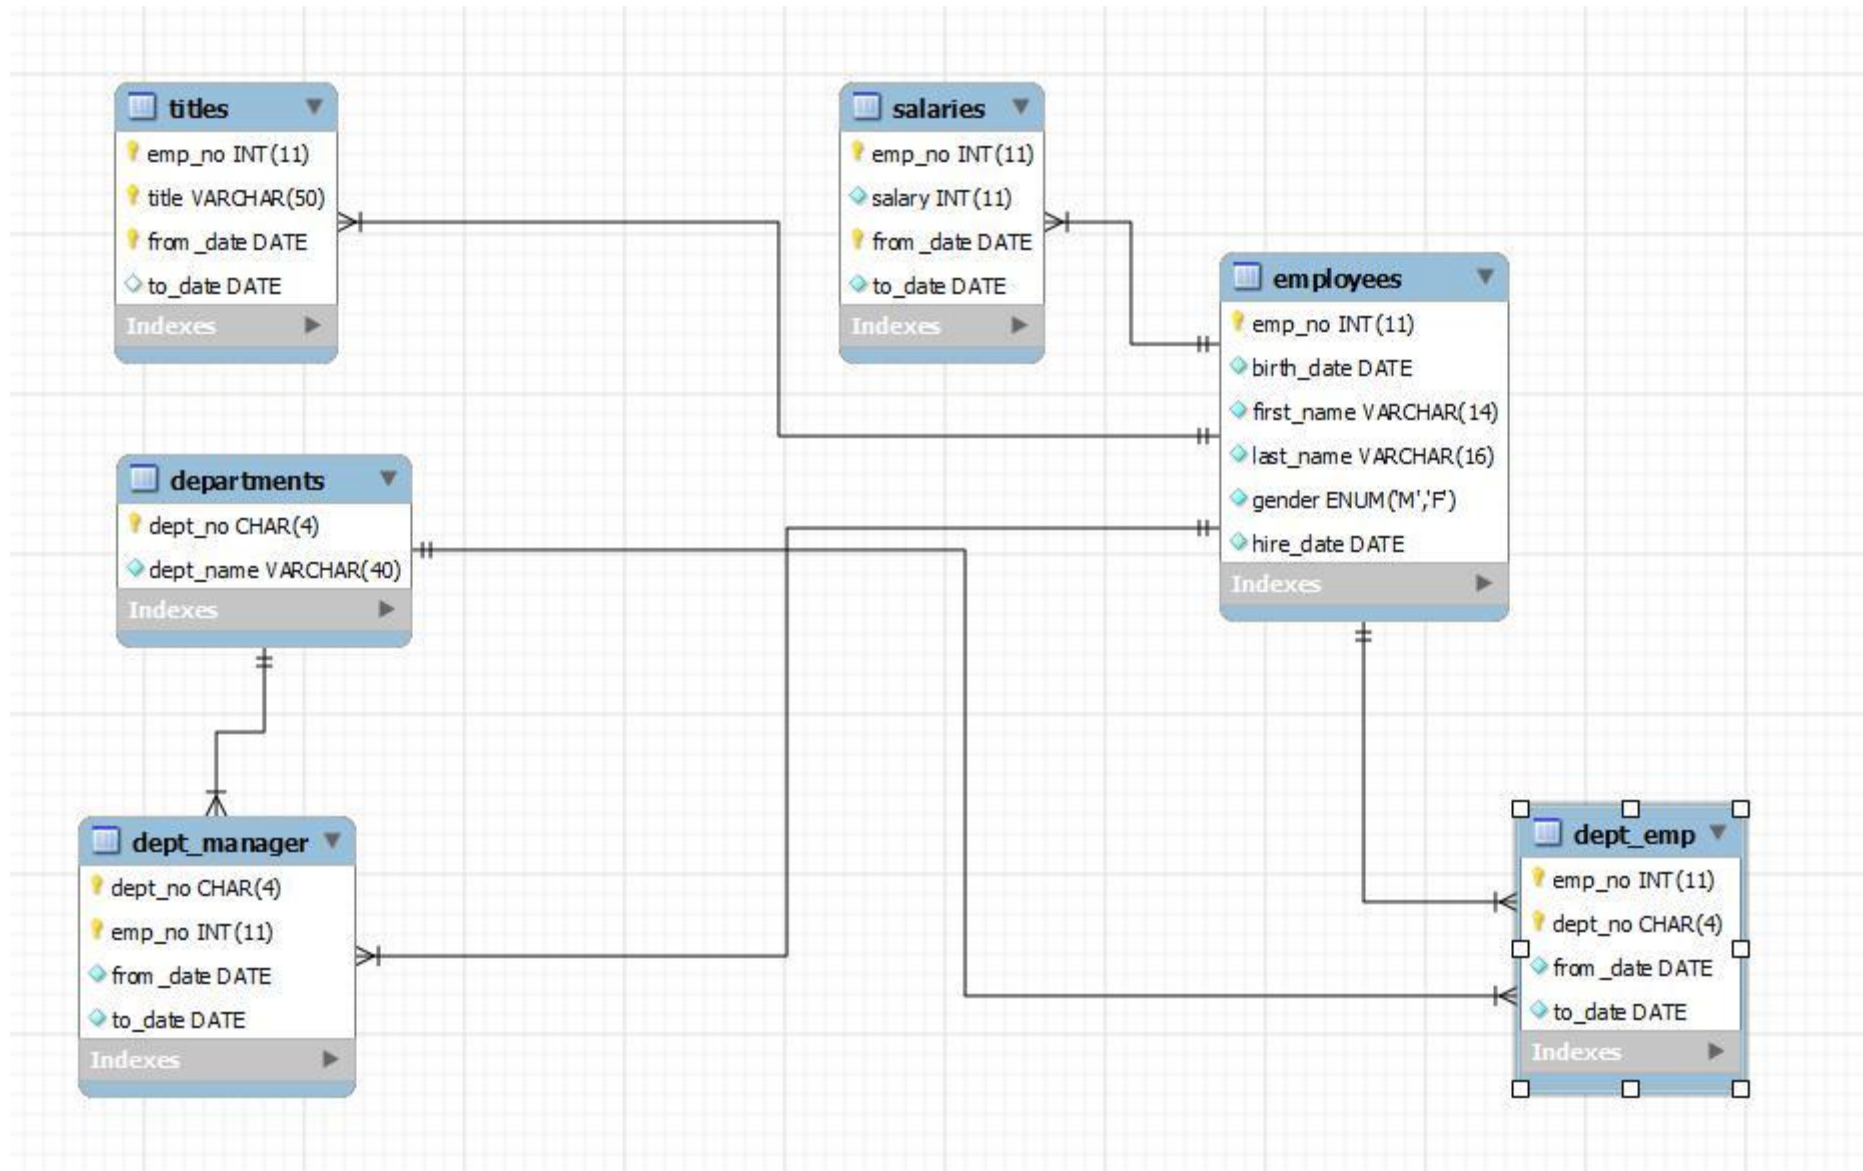 titles
emp_no INT(11)
title VARCHAR(50)
from_date DATE
to_date DATE
Indexes
salaries
emp_no INT(11)
salary INT(11)
from_date DATE
to_date DATE
Indexes
employees
emp_no INT(11)
birth_date DATE
first_name VARCHAR(14)
last_name VARCHAR(16)
gender ENUM('M','F')
hire_date DATE
Indexes
departments
dept_no CHAR(4)
dept_name VARCHAR(40)
Indexes
dept_manager
dept_no CHAR(4)
emp_no INT(11)
from_date DATE
to_date DATE
Indexes
dept_emp
emp_no INT(11)
dept_no CHAR(4)
from_date DATE
to_date DATE
Indexes